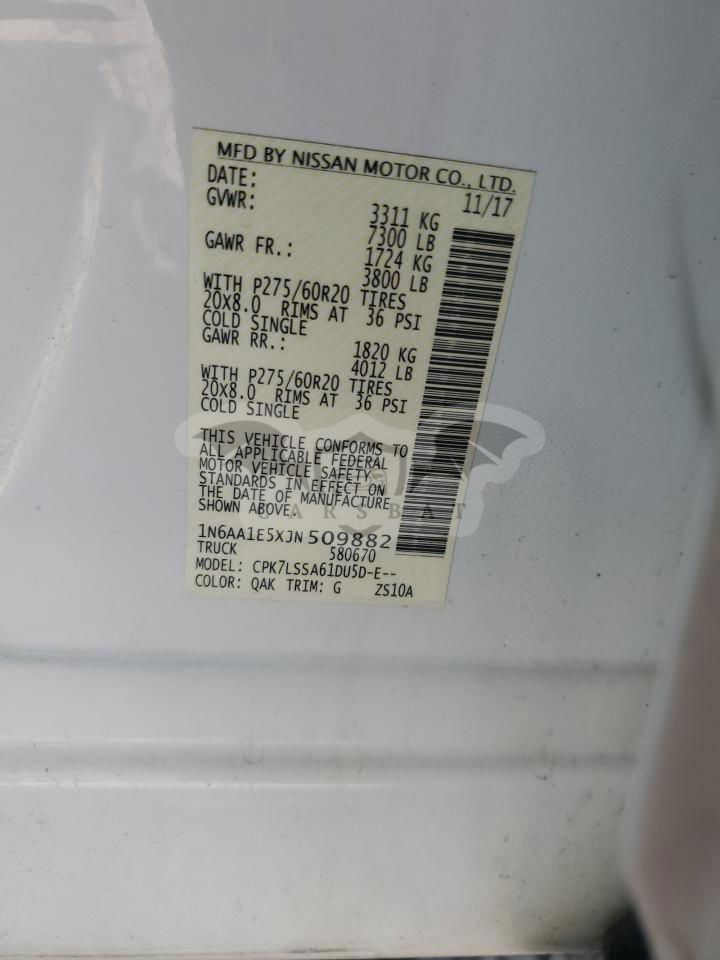 MFD BY NISSAN MOTOR CO., LTD.
DATE: 11/17
GVWR: 3311 KG
7300 LB
GAWR FR.: 1724 KG
3800 LB
WITH P275/60R20 TIRES
20X8.0 RIMS AT 36 PSI
COLD SINGLE
GAWR RR.: 1820 KG
4012 LB
WITH P275/60R20 TIRES
20X8.0 RIMS AT 36 PSI
COLD SINGLE
THIS VEHICLE CONFORMS TO
ALL APPLICABLE FEDERAL
MOTOR VEHICLE SAFETY
STANDARDS IN EFFECT ON
THE DATE OF MANUFACTURE
SHOWN ABOVE.
CARSBAT
1N6AA1E5XJN509882
TRUCK 580670
MODEL: CPK7LSSA61DU5D-E--
COLOR: QAK TRIM: G ZS10A